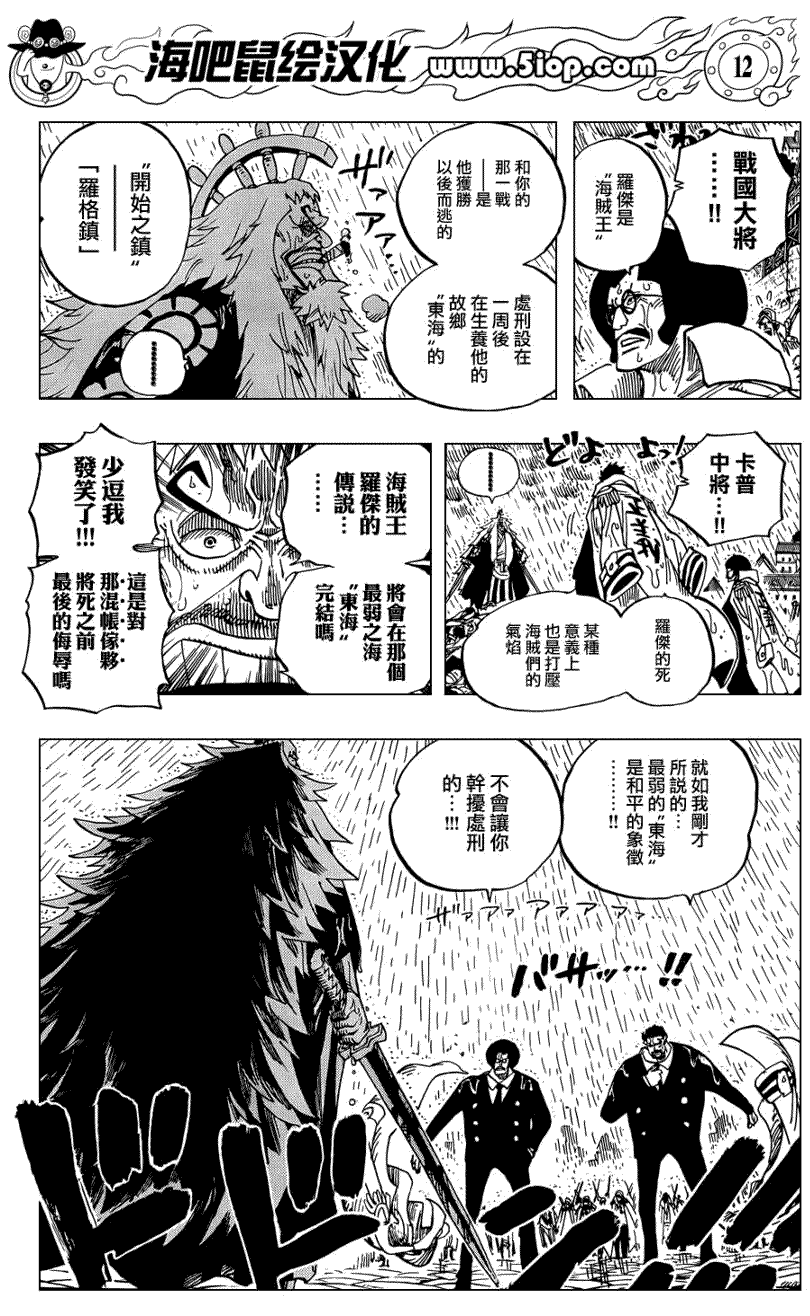 海吧鼠绘汉化
www.5iop.com
12
戰國大將
……!!
羅傑是
“海賊王”
和你的
那一戰
——是
他獲勝
以後而逃的
處刑設在
一周後
在生養他的
“東海”的
故鄉
ザァァァ
“開始之鎮”
——
「羅格鎮」
…………
卡普
中將…!!
よっ!
どよ
…………
羅傑的死
某種
意義上
也是打壓
海賊們的
氣焰
海賊王
羅傑的
傳說…
……
將會在那個
最弱之海
“東海”
完結嗎
少逗我
發笑了!!!
這是對
那混帳傢夥
將死之前
最後的侮辱嗎
就如我剛才
所說的…
最弱的“東海”
是和平的象徵
………!!
不會讓你
幹擾處刑
的…!!!
ザァァァアァァァ
バサッ…!!
ドドドン